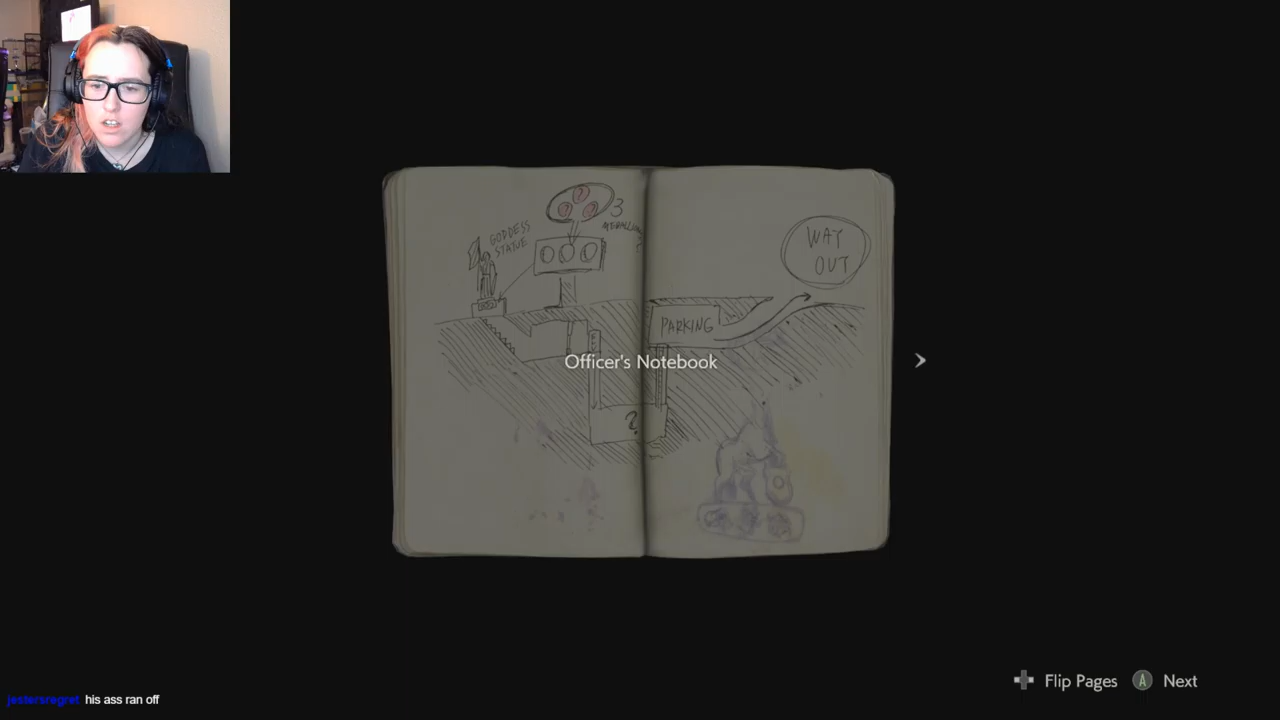 3
GODDESS
STATUE
WAY
OUT
PARKING
Officer's Notebook
?
Flip Pages
A
Next
jestersregret his ass ran off